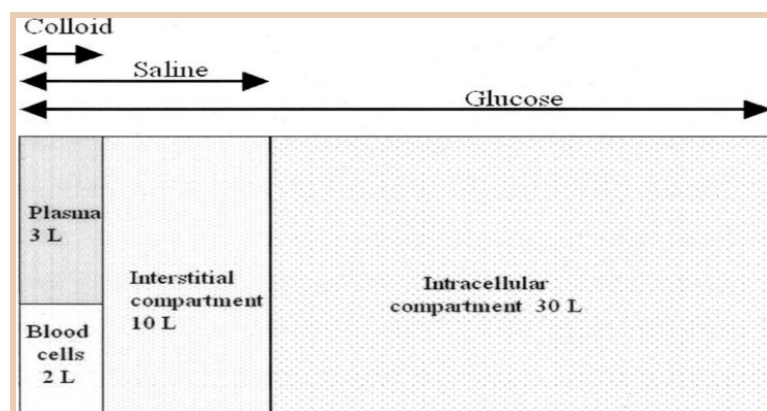 Colloid
Saline
Glucose
Plasma
3 L
Interstitial
compartment
10 L
Intracellular
compartment 30 L
Blood
cells
2 L